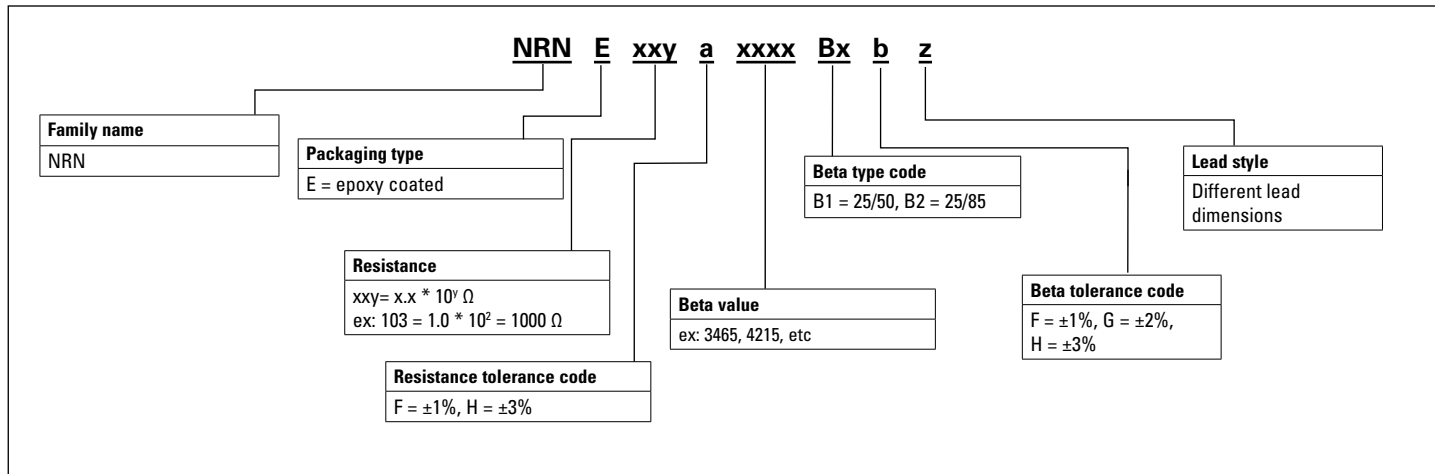 NRN E xxy a xxxx Bx b z
Family name
NRN
Packaging type
E = epoxy coated
Resistance
xxy= x.x * 10ʸ Ω
ex: 103 = 1.0 * 10² = 1000 Ω
Resistance tolerance code
F = ±1%, H = ±3%
Beta value
ex: 3465, 4215, etc
Beta type code
B1 = 25/50, B2 = 25/85
Beta tolerance code
F = ±1%, G = ±2%,
H = ±3%
Lead style
Different lead
dimensions